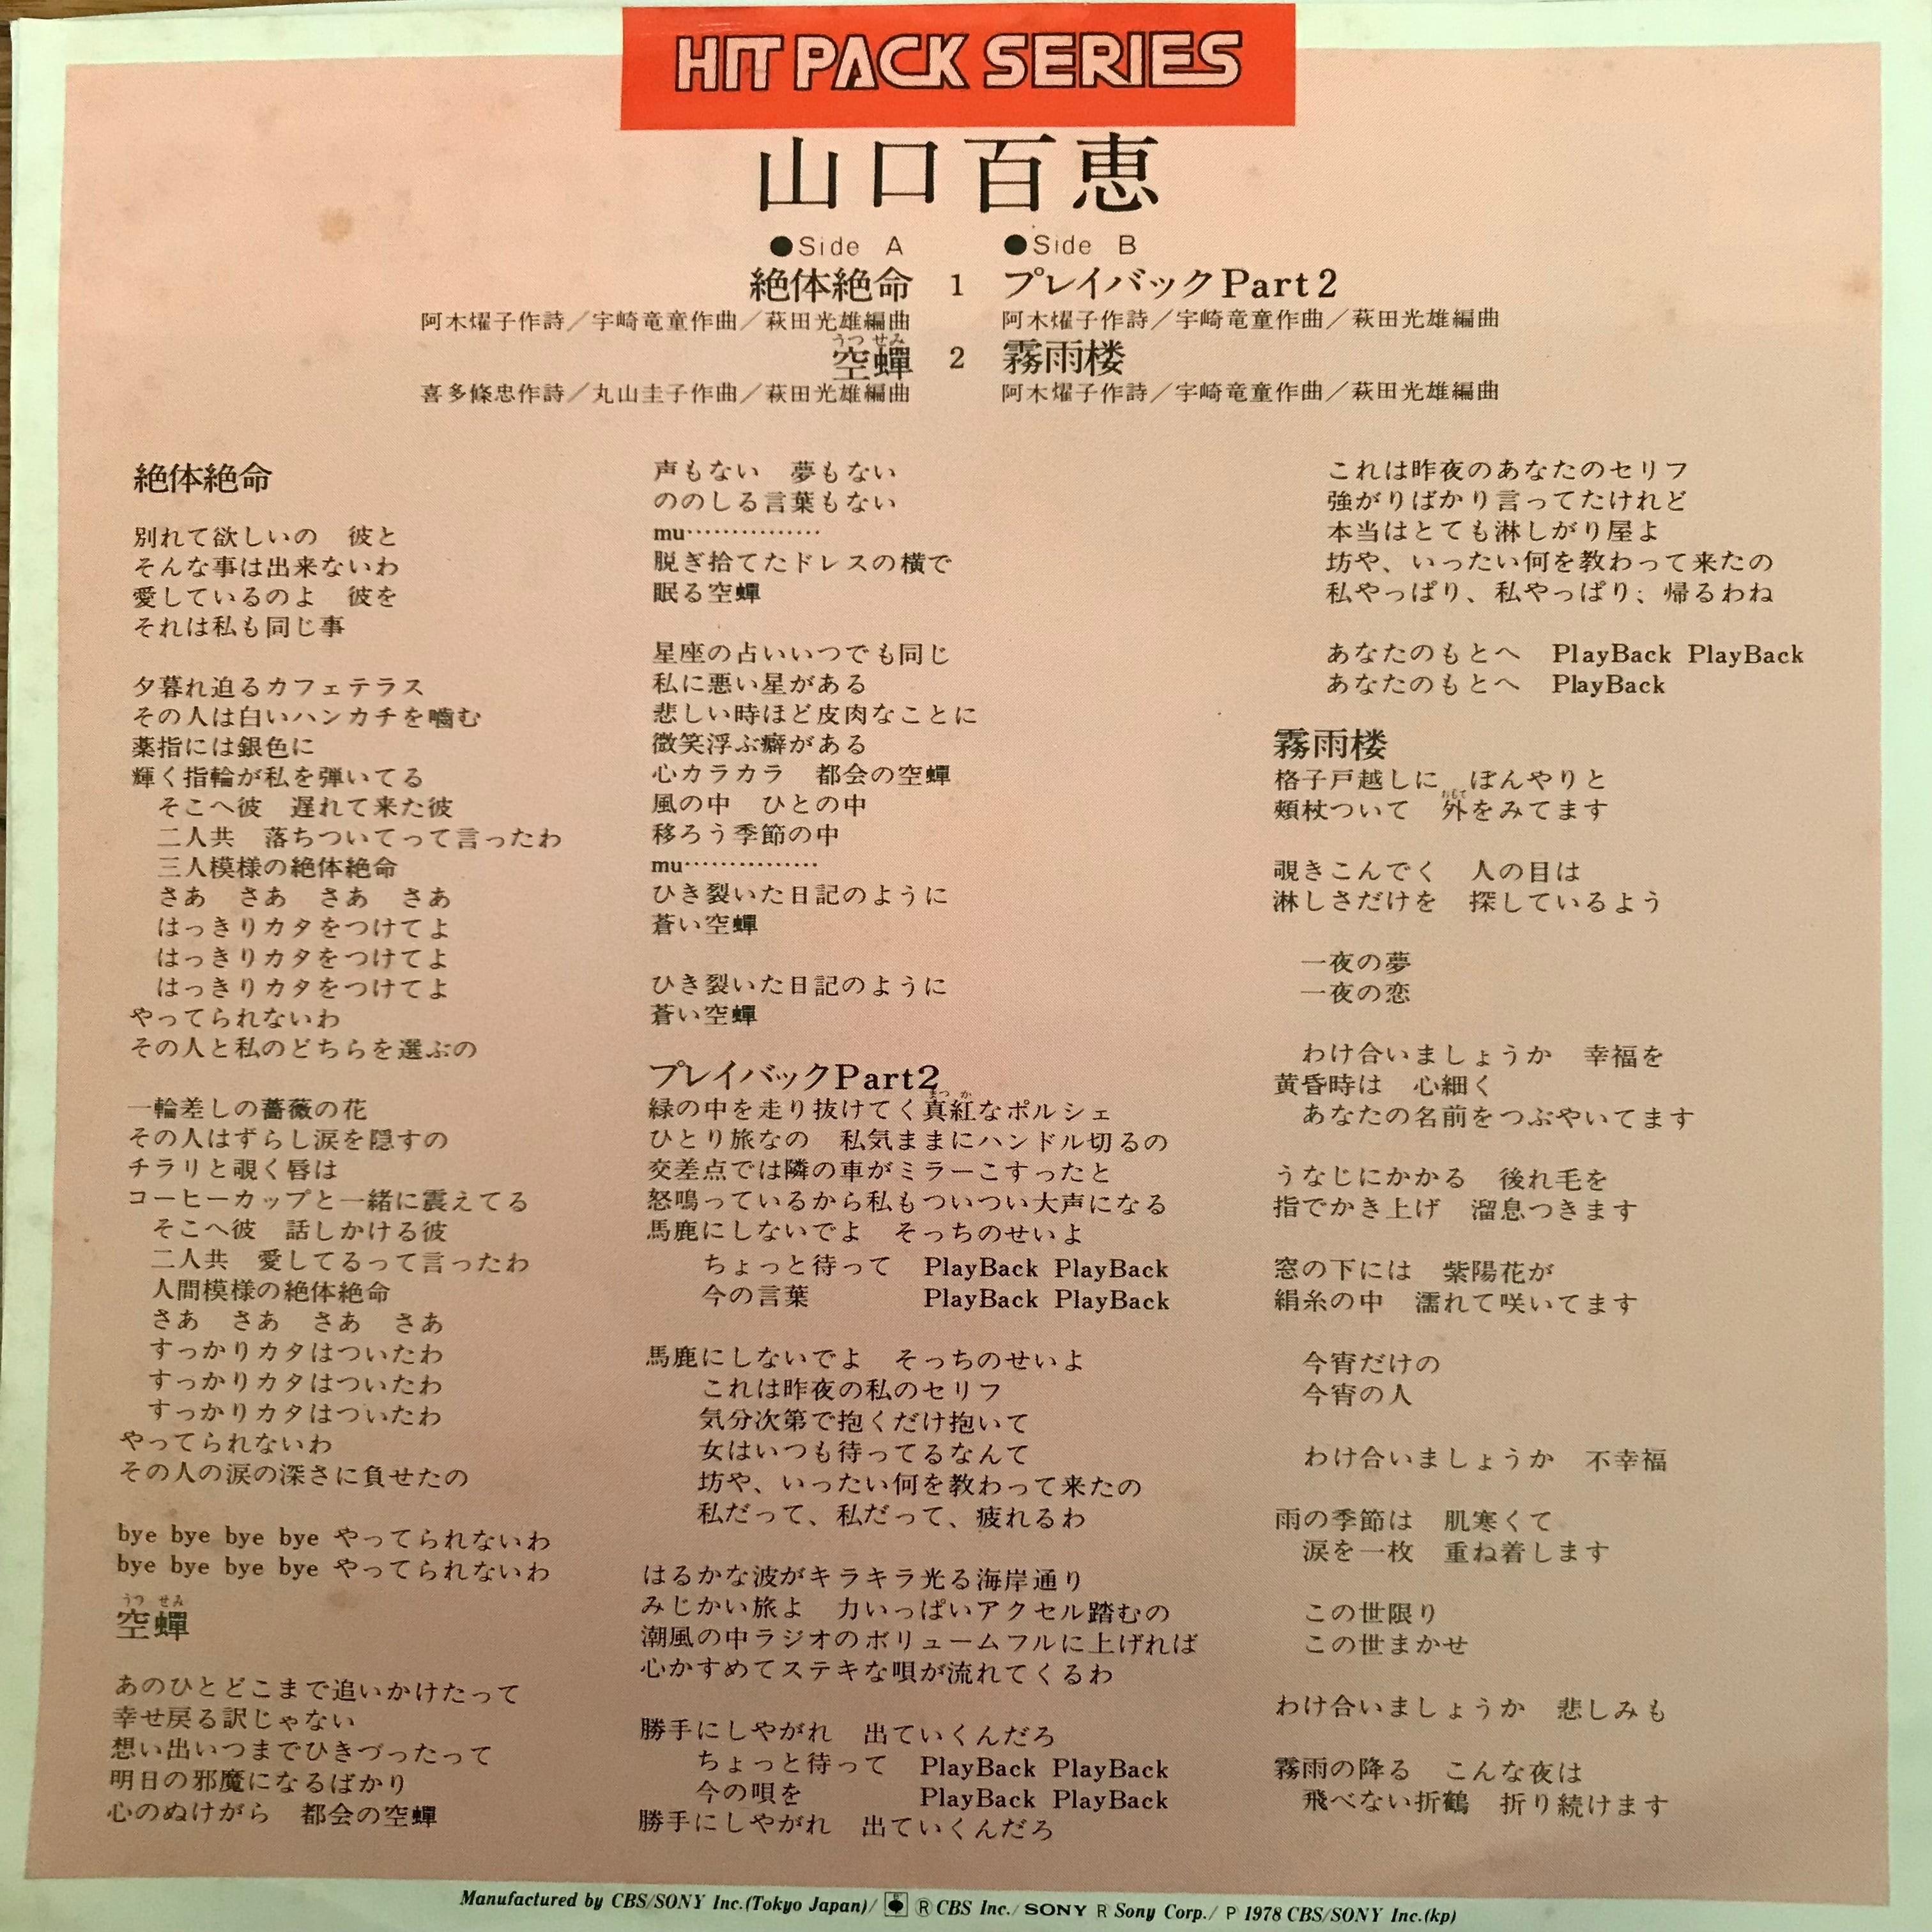 HIT PACK SERIES
山口百恵
●Side A
絶体絶命 1
阿木燿子作詩／宇崎竜童作曲／萩田光雄編曲
うつ せみ
空蟬 2
喜多條忠作詩／丸山圭子作曲／萩田光雄編曲
●Side B
プレイバックPart2
阿木燿子作詩／宇崎竜童作曲／萩田光雄編曲
霧雨楼
阿木燿子作詩／宇崎竜童作曲／萩田光雄編曲
絶体絶命
別れて欲しいの　彼と
そんな事は出来ないわ
愛しているのよ　彼を
それは私も同じ事
夕暮れ迫るカフェテラス
その人は白いハンカチを嚙む
薬指には銀色に
輝く指輪が私を弾いてる
そこへ彼　遅れて来た彼
二人共　落ちついてって言ったわ
三人模様の絶体絶命
さあ　さあ　さあ　さあ
はっきりカタをつけてよ
はっきりカタをつけてよ
はっきりカタをつけてよ
やってられないわ
その人と私のどちらを選ぶの
一輪差しの薔薇の花
その人はずらし涙を隠すの
チラリと覗く唇は
コーヒーカップと一緒に震えてる
そこへ彼　話しかける彼
二人共　愛してるって言ったわ
人間模様の絶体絶命
さあ　さあ　さあ　さあ
すっかりカタはついたわ
すっかりカタはついたわ
すっかりカタはついたわ
やってられないわ
その人の涙の深さに負せたの
bye bye bye bye やってられないわ
bye bye bye bye やってられないわ
うつ せみ
空蟬
あのひとどこまで追いかけたって
幸せ戻る訳じゃない
想い出いつまでひきづったって
明日の邪魔になるばかり
心のぬけがら　都会の空蟬
声もない　夢もない
ののしる言葉もない
mu……………
脱ぎ捨てたドレスの横で
眠る空蟬
星座の占いいつでも同じ
私に悪い星がある
悲しい時ほど皮肉なことに
微笑浮ぶ癖がある
心カラカラ　都会の空蟬
風の中　ひとの中
移ろう季節の中
mu……………
ひき裂いた日記のように
蒼い空蟬
ひき裂いた日記のように
蒼い空蟬
プレイバックPart2
まっ か
緑の中を走り抜けてく真紅なポルシェ
ひとり旅なの　私気ままにハンドル切るの
交差点では隣の車がミラーこすったと
怒鳴っているから私もついつい大声になる
馬鹿にしないでよ　そっちのせいよ
ちょっと待って　PlayBack PlayBack
今の言葉　PlayBack PlayBack
馬鹿にしないでよ　そっちのせいよ
これは昨夜の私のセリフ
気分次第で抱くだけ抱いて
女はいつも待ってるなんて
坊や、いったい何を教わって来たの
私だって、私だって、疲れるわ
はるかな波がキラキラ光る海岸通り
みじかい旅よ　力いっぱいアクセル踏むの
潮風の中ラジオのボリュームフルに上げれば
心かすめてステキな唄が流れてくるわ
勝手にしやがれ　出ていくんだろ
ちょっと待って　PlayBack PlayBack
今の唄を　PlayBack PlayBack
勝手にしやがれ　出ていくんだろ
これは昨夜のあなたのセリフ
強がりばかり言ってたけれど
本当はとても淋しがり屋よ
坊や、いったい何を教わって来たの
私やっぱり、私やっぱり、帰るわね
あなたのもとへ　PlayBack PlayBack
あなたのもとへ　PlayBack
霧雨楼
格子戸越しに　ぼんやりと
おもて
頰杖ついて　外をみてます
覗きこんでく　人の目は
淋しさだけを　探しているよう
一夜の夢
一夜の恋
わけ合いましょうか　幸福を
黄昏時は　心細く
あなたの名前をつぶやいてます
うなじにかかる　後れ毛を
指でかき上げ　溜息つきます
窓の下には　紫陽花が
絹糸の中　濡れて咲いてます
今宵だけの
今宵の人
わけ合いましょうか　不幸福
雨の季節は　肌寒くて
涙を一枚　重ね着します
この世限り
この世まかせ
わけ合いましょうか　悲しみも
霧雨の降る　こんな夜は
飛べない折鶴　折り続けます
Manufactured by CBS/SONY Inc.(Tokyo Japan)/ Ⓡ CBS Inc./ SONY R Sony Corp./ P 1978 CBS/SONY Inc.(kp)